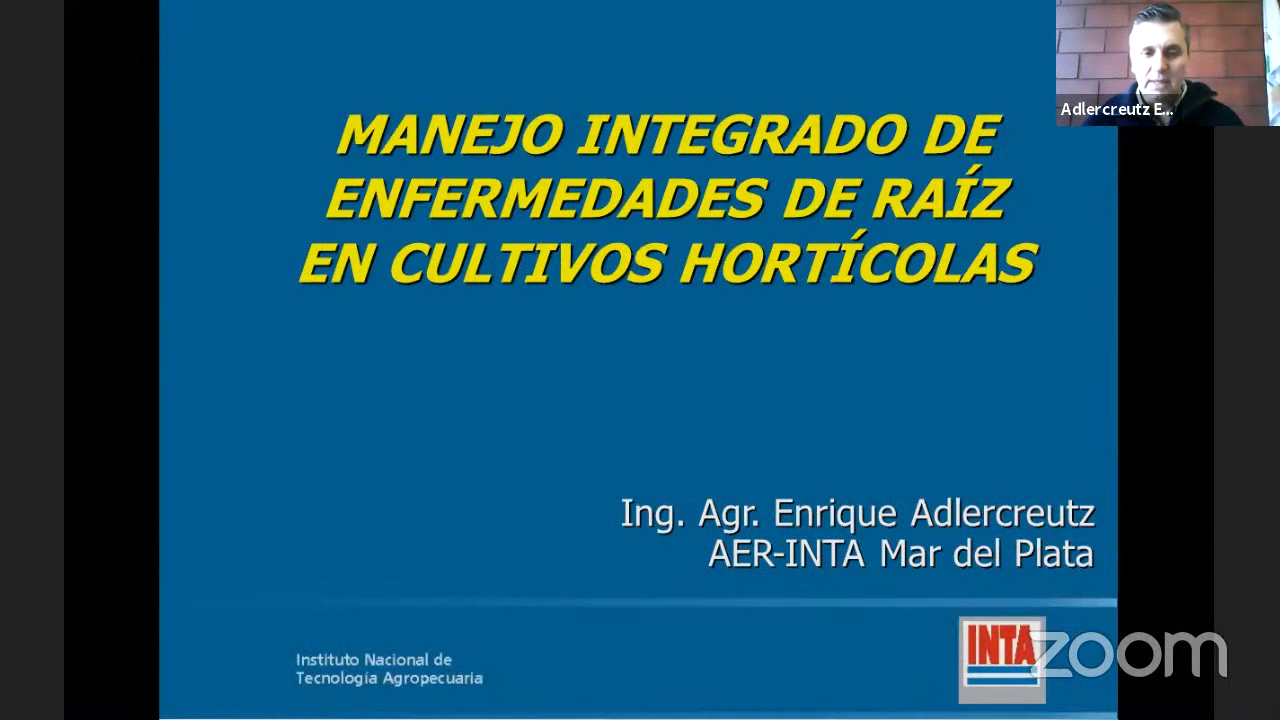 Adlercreutz E...
MANEJO INTEGRADO DE
ENFERMEDADES DE RAÍZ
EN CULTIVOS HORTÍCOLAS
Ing. Agr. Enrique Adlercreutz
AER-INTA Mar del Plata
Instituto Nacional de
Tecnología Agropecuaria
INTA
zoom